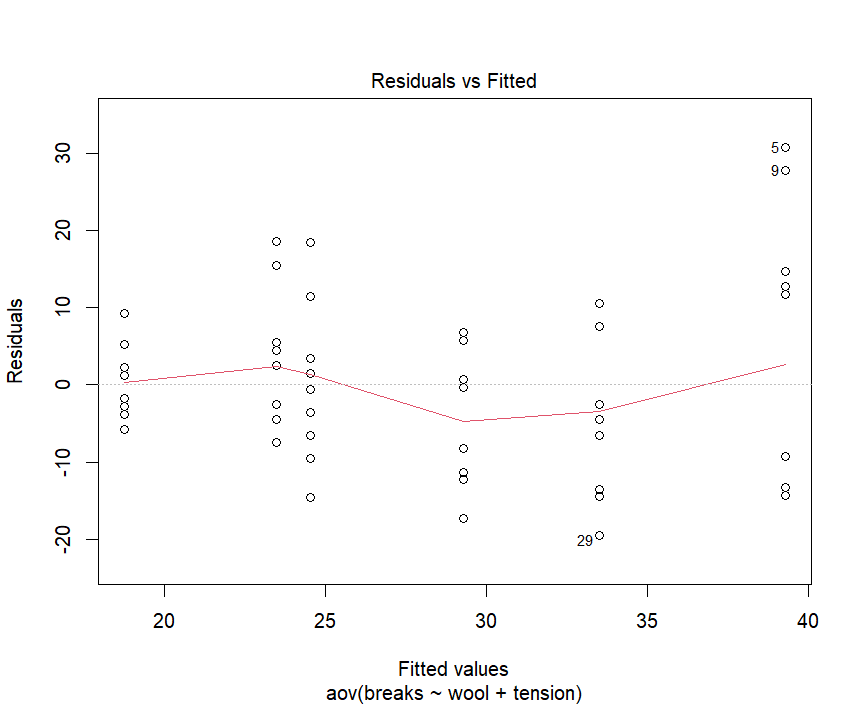 Residuals vs Fitted
Residuals
30
20
10
0
-10
-20
5
9
29
20 25 30 35 40
Fitted values
aov(breaks ~ wool + tension)